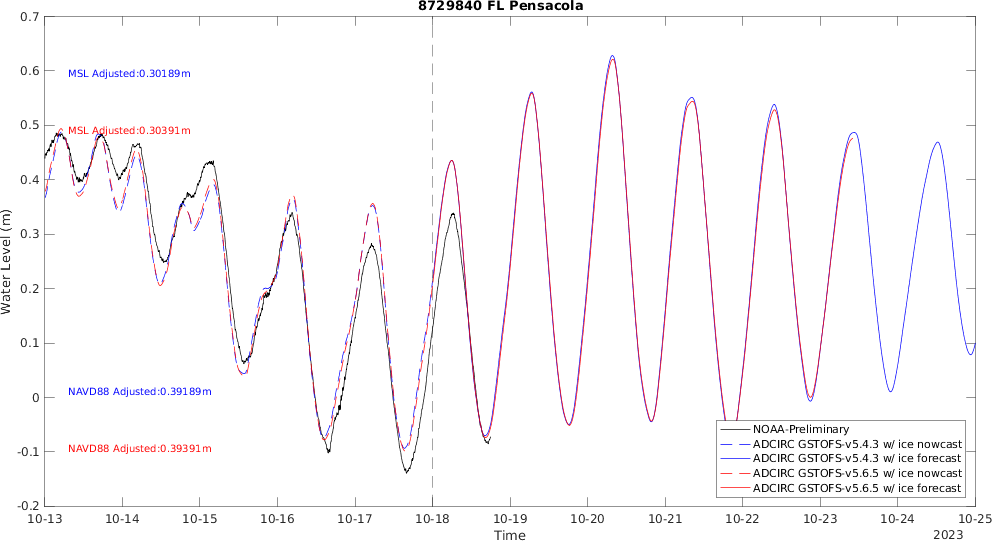 8729840 FL Pensacola
0.7
0.6
0.5
0.4
0.3
0.2
0.1
0
-0.1
-0.2
Water Level (m)
MSL Adjusted:0.30189m
MSL Adjusted:0.30391m
NAVD88 Adjusted:0.39189m
NAVD88 Adjusted:0.39391m
NOAA-Preliminary
ADCIRC GSTOFS-v5.4.3 w/ ice nowcast
ADCIRC GSTOFS-v5.4.3 w/ ice forecast
ADCIRC GSTOFS-v5.6.5 w/ ice nowcast
ADCIRC GSTOFS-v5.6.5 w/ ice forecast
10-13 10-14 10-15 10-16 10-17 10-18 10-19 10-20 10-21 10-22 10-23 10-24 10-25
Time
2023